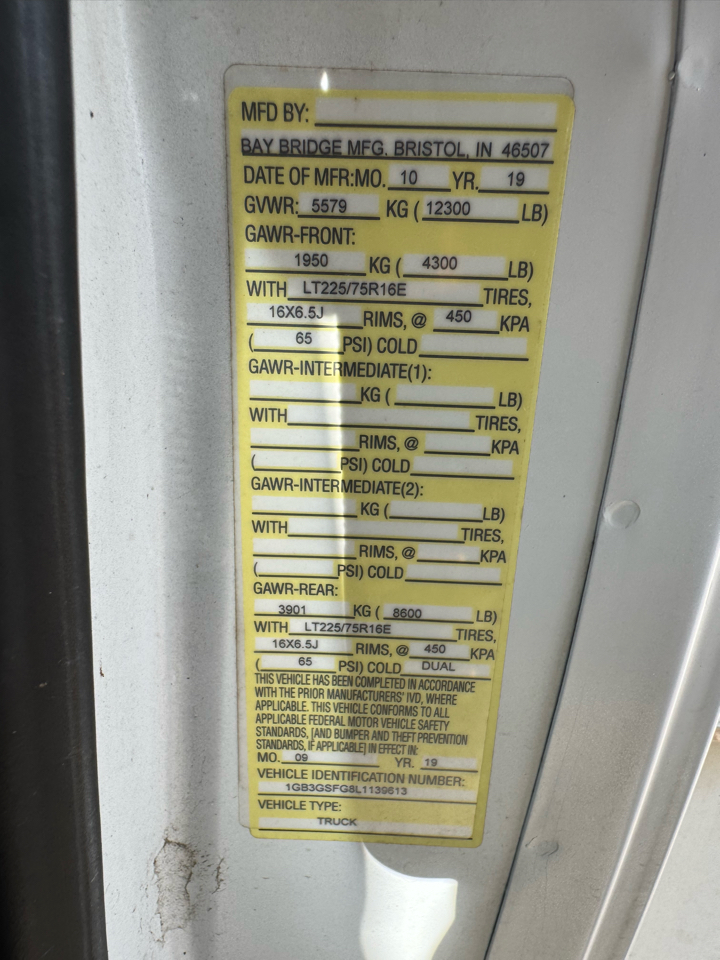 MFD BY:
BAY BRIDGE MFG. BRISTOL, IN 46507
DATE OF MFR:MO. 10 YR. 19
GVWR: 5579 KG ( 12300 LB)
GAWR-FRONT:
1950 KG ( 4300 LB)
WITH LT225/75R16E TIRES,
16X6.5J RIMS, @ 450 KPA
( 65 PSI) COLD
GAWR-INTERMEDIATE(1):
KG ( LB)
WITH TIRES,
RIMS, @ KPA
( PSI) COLD
GAWR-INTERMEDIATE(2):
KG ( LB)
WITH TIRES,
RIMS, @ KPA
( PSI) COLD
GAWR-REAR:
3901 KG ( 8600 LB)
WITH LT225/75R16E TIRES,
16X6.5J RIMS, @ 450 KPA
( 65 PSI) COLD DUAL
THIS VEHICLE HAS BEEN COMPLETED IN ACCORDANCE
WITH THE PRIOR MANUFACTURERS' IVD, WHERE
APPLICABLE. THIS VEHICLE CONFORMS TO ALL
APPLICABLE FEDERAL MOTOR VEHICLE SAFETY
STANDARDS, [AND BUMPER AND THEFT PREVENTION
STANDARDS, IF APPLICABLE] IN EFFECT IN:
MO. 09 YR. 19
VEHICLE IDENTIFICATION NUMBER:
1GB3GSFG8L1139613
VEHICLE TYPE:
TRUCK